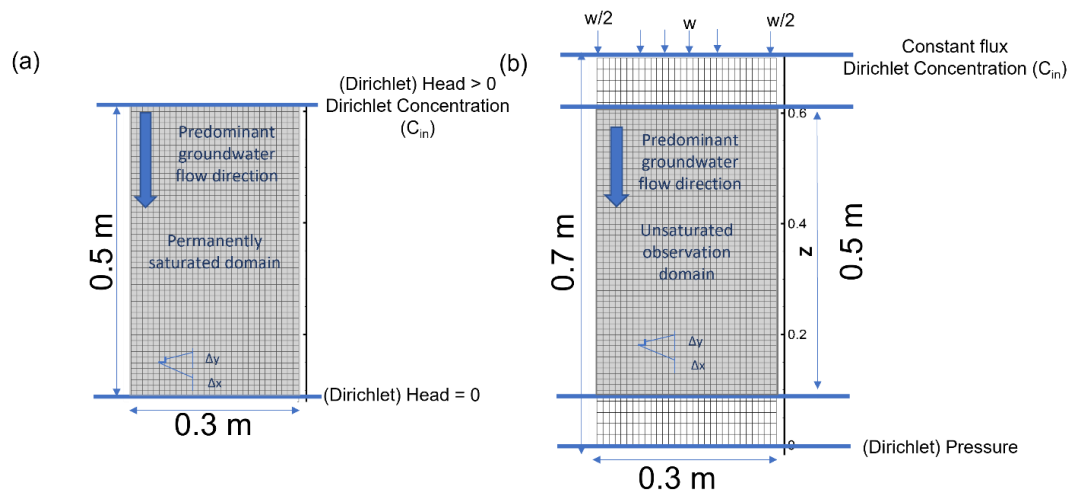 (a)
(Dirichlet) Head > 0
Dirichlet Concentration
(Cin)
Predominant
groundwater
flow direction
Permanently
saturated domain
0.5 m
Δy
Δx
(Dirichlet) Head = 0
0.3 m
(b)
w/2
w
w/2
Constant flux
Dirichlet Concentration (Cin)
0.6
Predominant
groundwater
flow direction
0.4
Unsaturated
observation
domain
0.7 m
z
0.5 m
0.2
Δy
Δx
0
(Dirichlet) Pressure
0.3 m